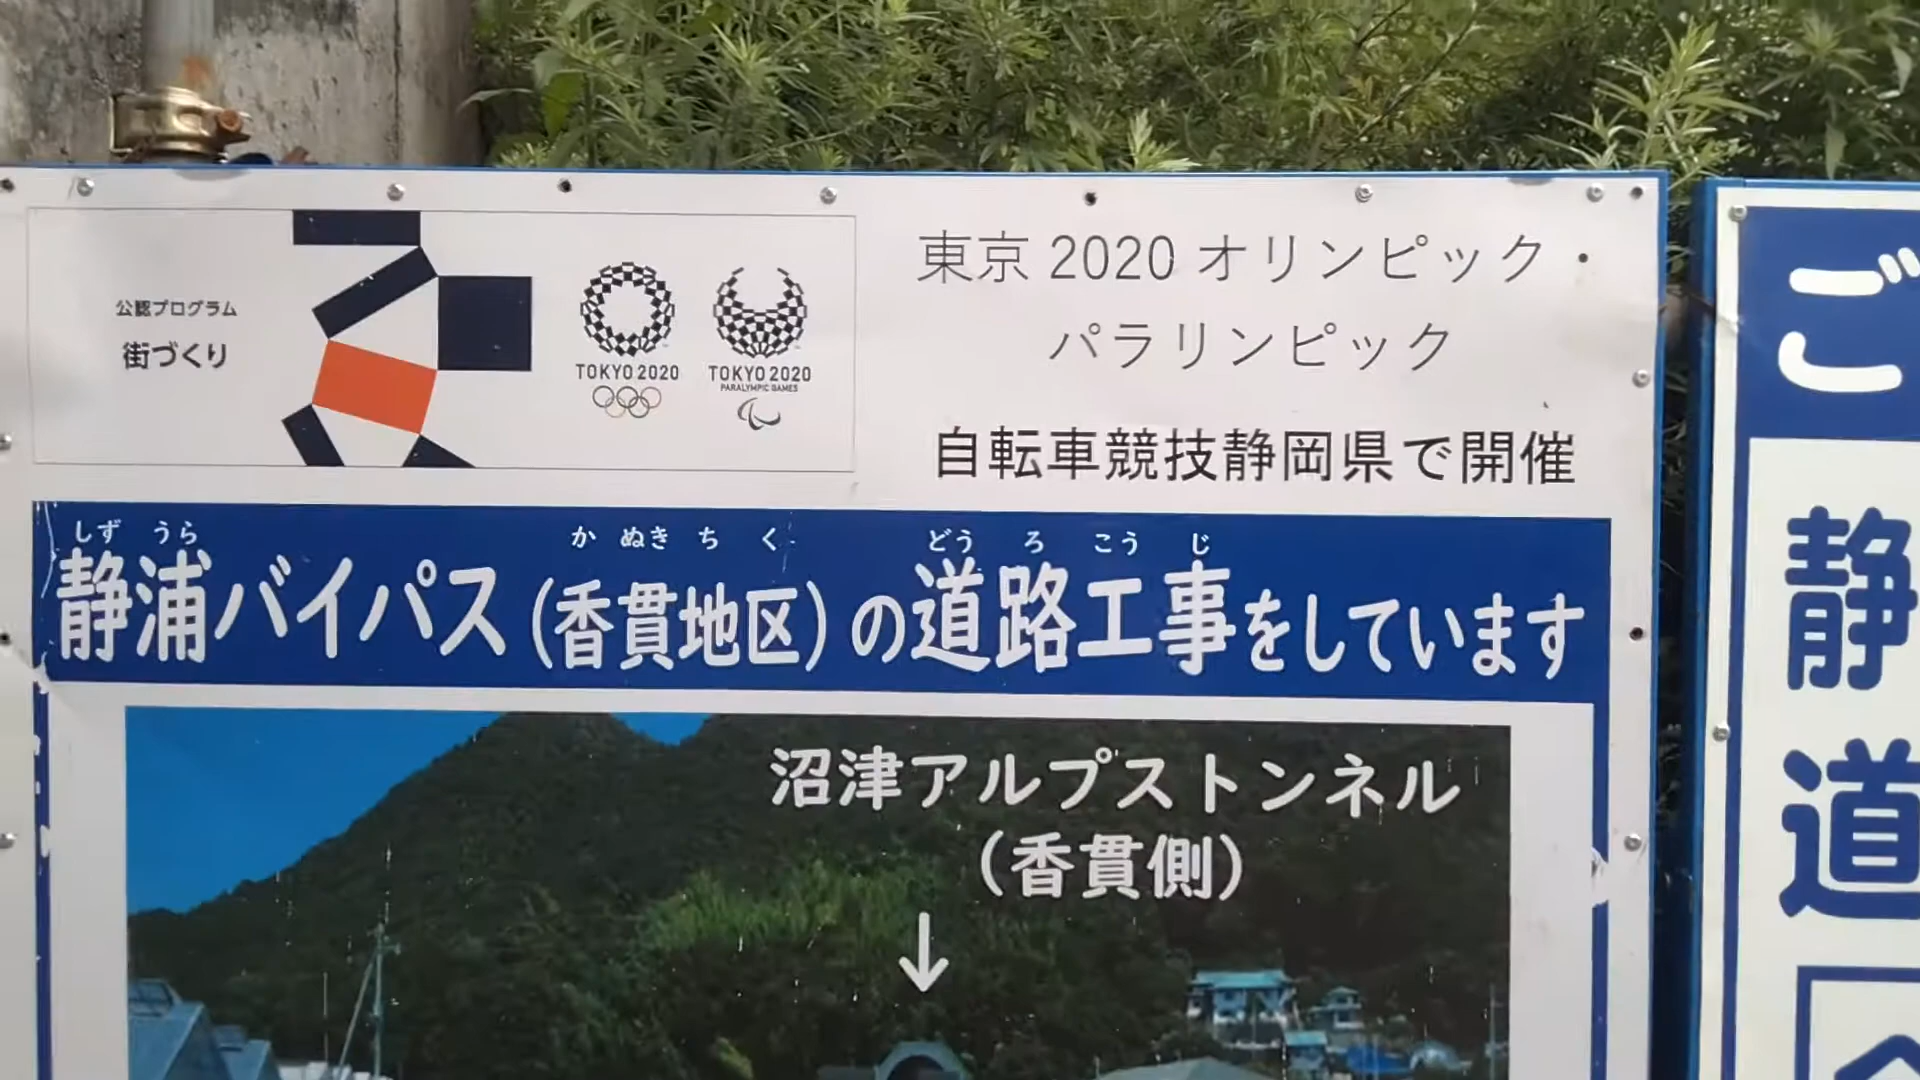 公認プログラム
街づくり
TOKYO 2020
TOKYO 2020
PARALYMPIC GAMES
東京 2020 オリンピック・
パラリンピック
自転車競技静岡県で開催
しず うら か ぬき ち く どう ろ こう じ
静浦バイパス(香貫地区)の道路工事をしています
沼津アルプストンネル
(香貫側)
↓
ご
静
道